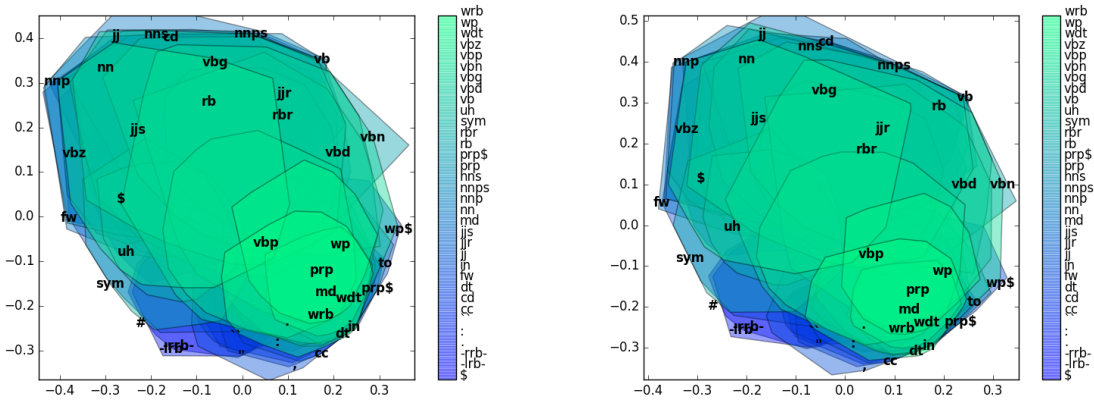 0.4
0.3
0.2
0.1
0.0
−0.1
−0.2
−0.3
−0.4 −0.3 −0.2 −0.1 0.0 0.1 0.2 0.3
jj nns cd nnps
vb
nn vbg
nnp
jjr
rb
rbr
jjs vbn
vbz vbd
$
fw wp$
vbp wp
uh to
prp
sym md prp$
wdt
wrb
# in
dt
-lrb- -rrb- :
" cc
,
wrb
wp
wdt
vbz
vbp
vbn
vbg
vbd
vb
uh
sym
rbr
rb
prp$
prp
nns
nnps
nnp
nn
md
jjs
jjr
jj
in
fw
dt
cd
cc
:
.
,
-rrb-
-lrb-
$
0.5
0.4
0.3
0.2
0.1
0.0
−0.1
−0.2
−0.3
−0.4 −0.3 −0.2 −0.1 0.0 0.1 0.2 0.3
jj cd
nns
nnp nn nnps
vbg vb
rb
jjs
vbz jjr
rbr
$ vbd vbn
fw
uh
vbp
sym wp
wp$
prp
# md to
wdt prp$
-lrb- -rrb- wrb
" : in
dt
cc
,
wrb
wp
wdt
vbz
vbp
vbn
vbg
vbd
vb
uh
sym
rbr
rb
prp$
prp
nns
nnps
nnp
nn
md
jjs
jjr
jj
in
fw
dt
cd
cc
:
.
,
-rrb-
-lrb-
$